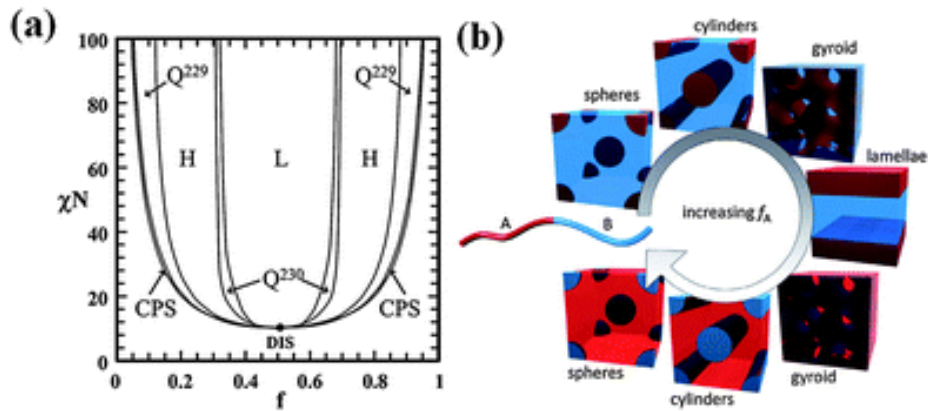 (a)
100
80
60
40
20
0
χN
Q²²⁹
Q²²⁹
H
L
H
Q²³⁰
CPS
CPS
DIS
0
0.2
0.4
0.6
0.8
1
f
(b)
cylinders
gyroid
spheres
lamellae
A
B
increasing fA
spheres
cylinders
gyroid